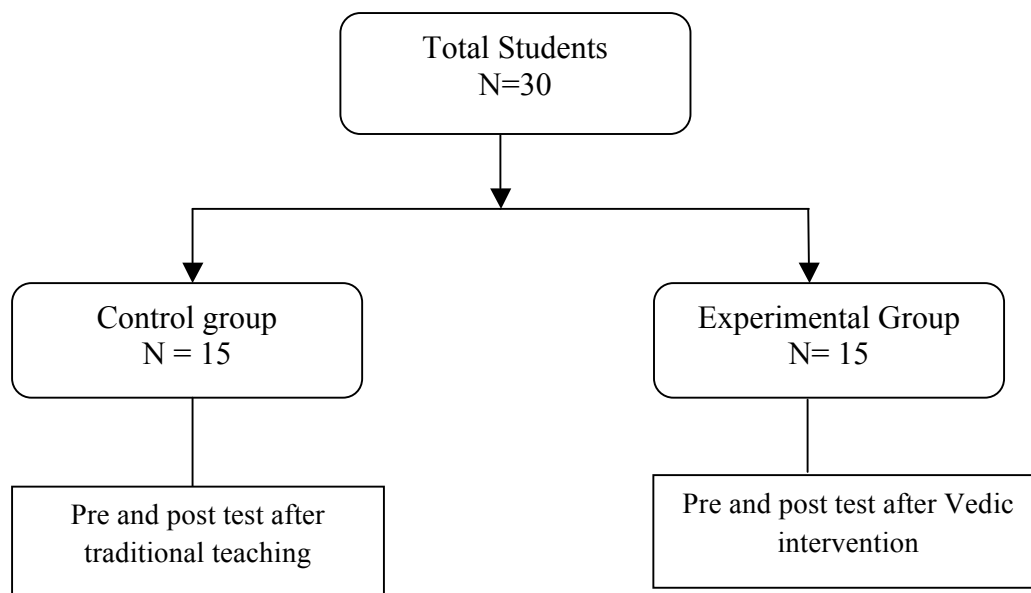 Total Students
N=30
Control group
N = 15
Experimental Group
N= 15
Pre and post test after
traditional teaching
Pre and post test after Vedic
intervention